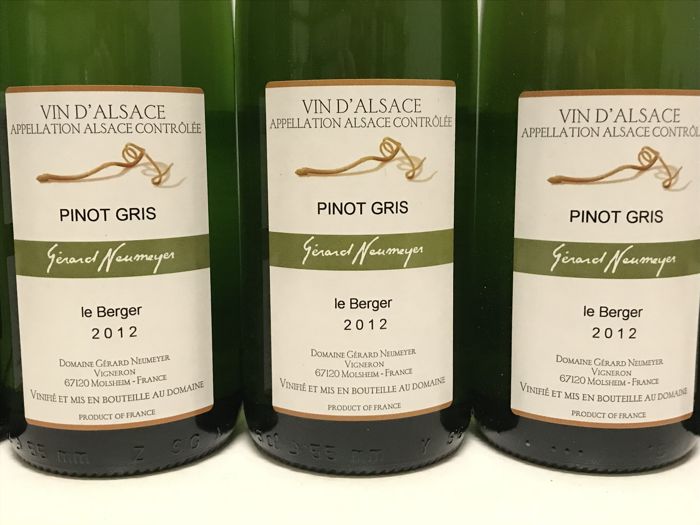 VIN D'ALSACE
APPELLATION ALSACE CONTRÔLÉE
PINOT GRIS
Gérard Neumeyer
le Berger
2012
DOMAINE GÉRARD NEUMEYER
VIGNERON
67120 MOLSHEIM - FRANCE
VINIFIÉ ET MIS EN BOUTEILLE AU DOMAINE
PRODUCT OF FRANCE
VIN D'ALSACE
APPELLATION ALSACE CONTRÔLÉE
PINOT GRIS
Gérard Neumeyer
le Berger
2012
DOMAINE GÉRARD NEUMEYER
VIGNERON
67120 MOLSHEIM - FRANCE
VINIFIÉ ET MIS EN BOUTEILLE AU DOMAINE
PRODUCT OF FRANCE
VIN D'ALSACE
APPELLATION ALSACE CONTRÔL
PINOT GRIS
Gérard Neumeyer
le Berger
2012
DOMAINE GÉRARD NEUMEYER
VIGNERON
67120 MOLSHEIM - FRANCE
VINIFIÉ ET MIS EN BOUTEILLE AU DOMAINE
PRODUCT OF FRANCE